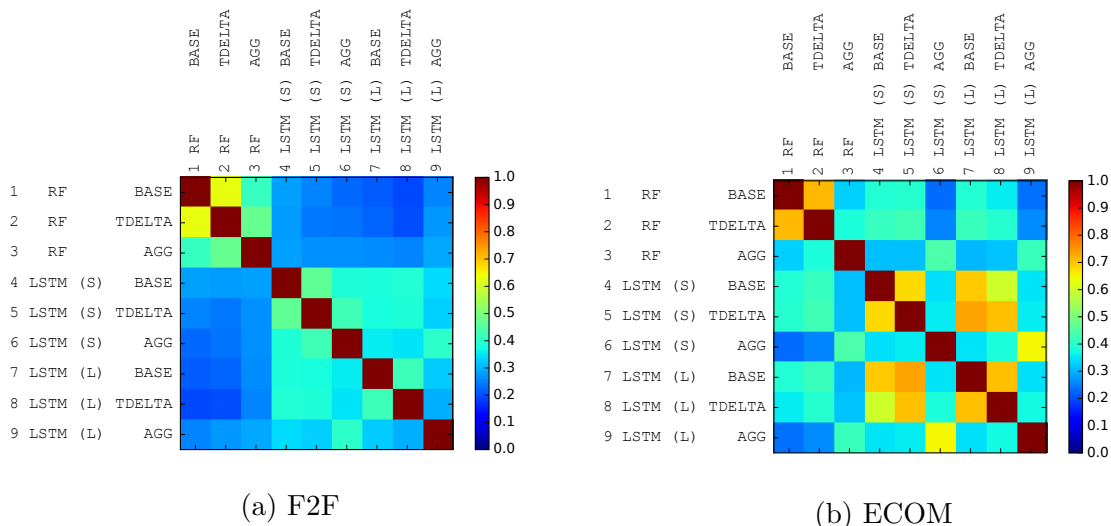 BASE
TDELTA
AGG
LSTM (S) BASE
LSTM (S) TDELTA
LSTM (S) AGG
LSTM (L) BASE
LSTM (L) TDELTA
LSTM (L) AGG
1 RF
2 RF
3 RF
4
5
6
7
8
9
1 RF BASE
2 RF TDELTA
3 RF AGG
4 LSTM (S) BASE
5 LSTM (S) TDELTA
6 LSTM (S) AGG
7 LSTM (L) BASE
8 LSTM (L) TDELTA
9 LSTM (L) AGG
1.0
0.9
0.8
0.7
0.6
0.5
0.4
0.3
0.2
0.1
0.0
(a) F2F
BASE
TDELTA
AGG
LSTM (S) BASE
LSTM (S) TDELTA
LSTM (S) AGG
LSTM (L) BASE
LSTM (L) TDELTA
LSTM (L) AGG
1 RF
2 RF
3 RF
4
5
6
7
8
9
1 RF BASE
2 RF TDELTA
3 RF AGG
4 LSTM (S) BASE
5 LSTM (S) TDELTA
6 LSTM (S) AGG
7 LSTM (L) BASE
8 LSTM (L) TDELTA
9 LSTM (L) AGG
1.0
0.9
0.8
0.7
0.6
0.5
0.4
0.3
0.2
0.1
0.0
(b) ECOM